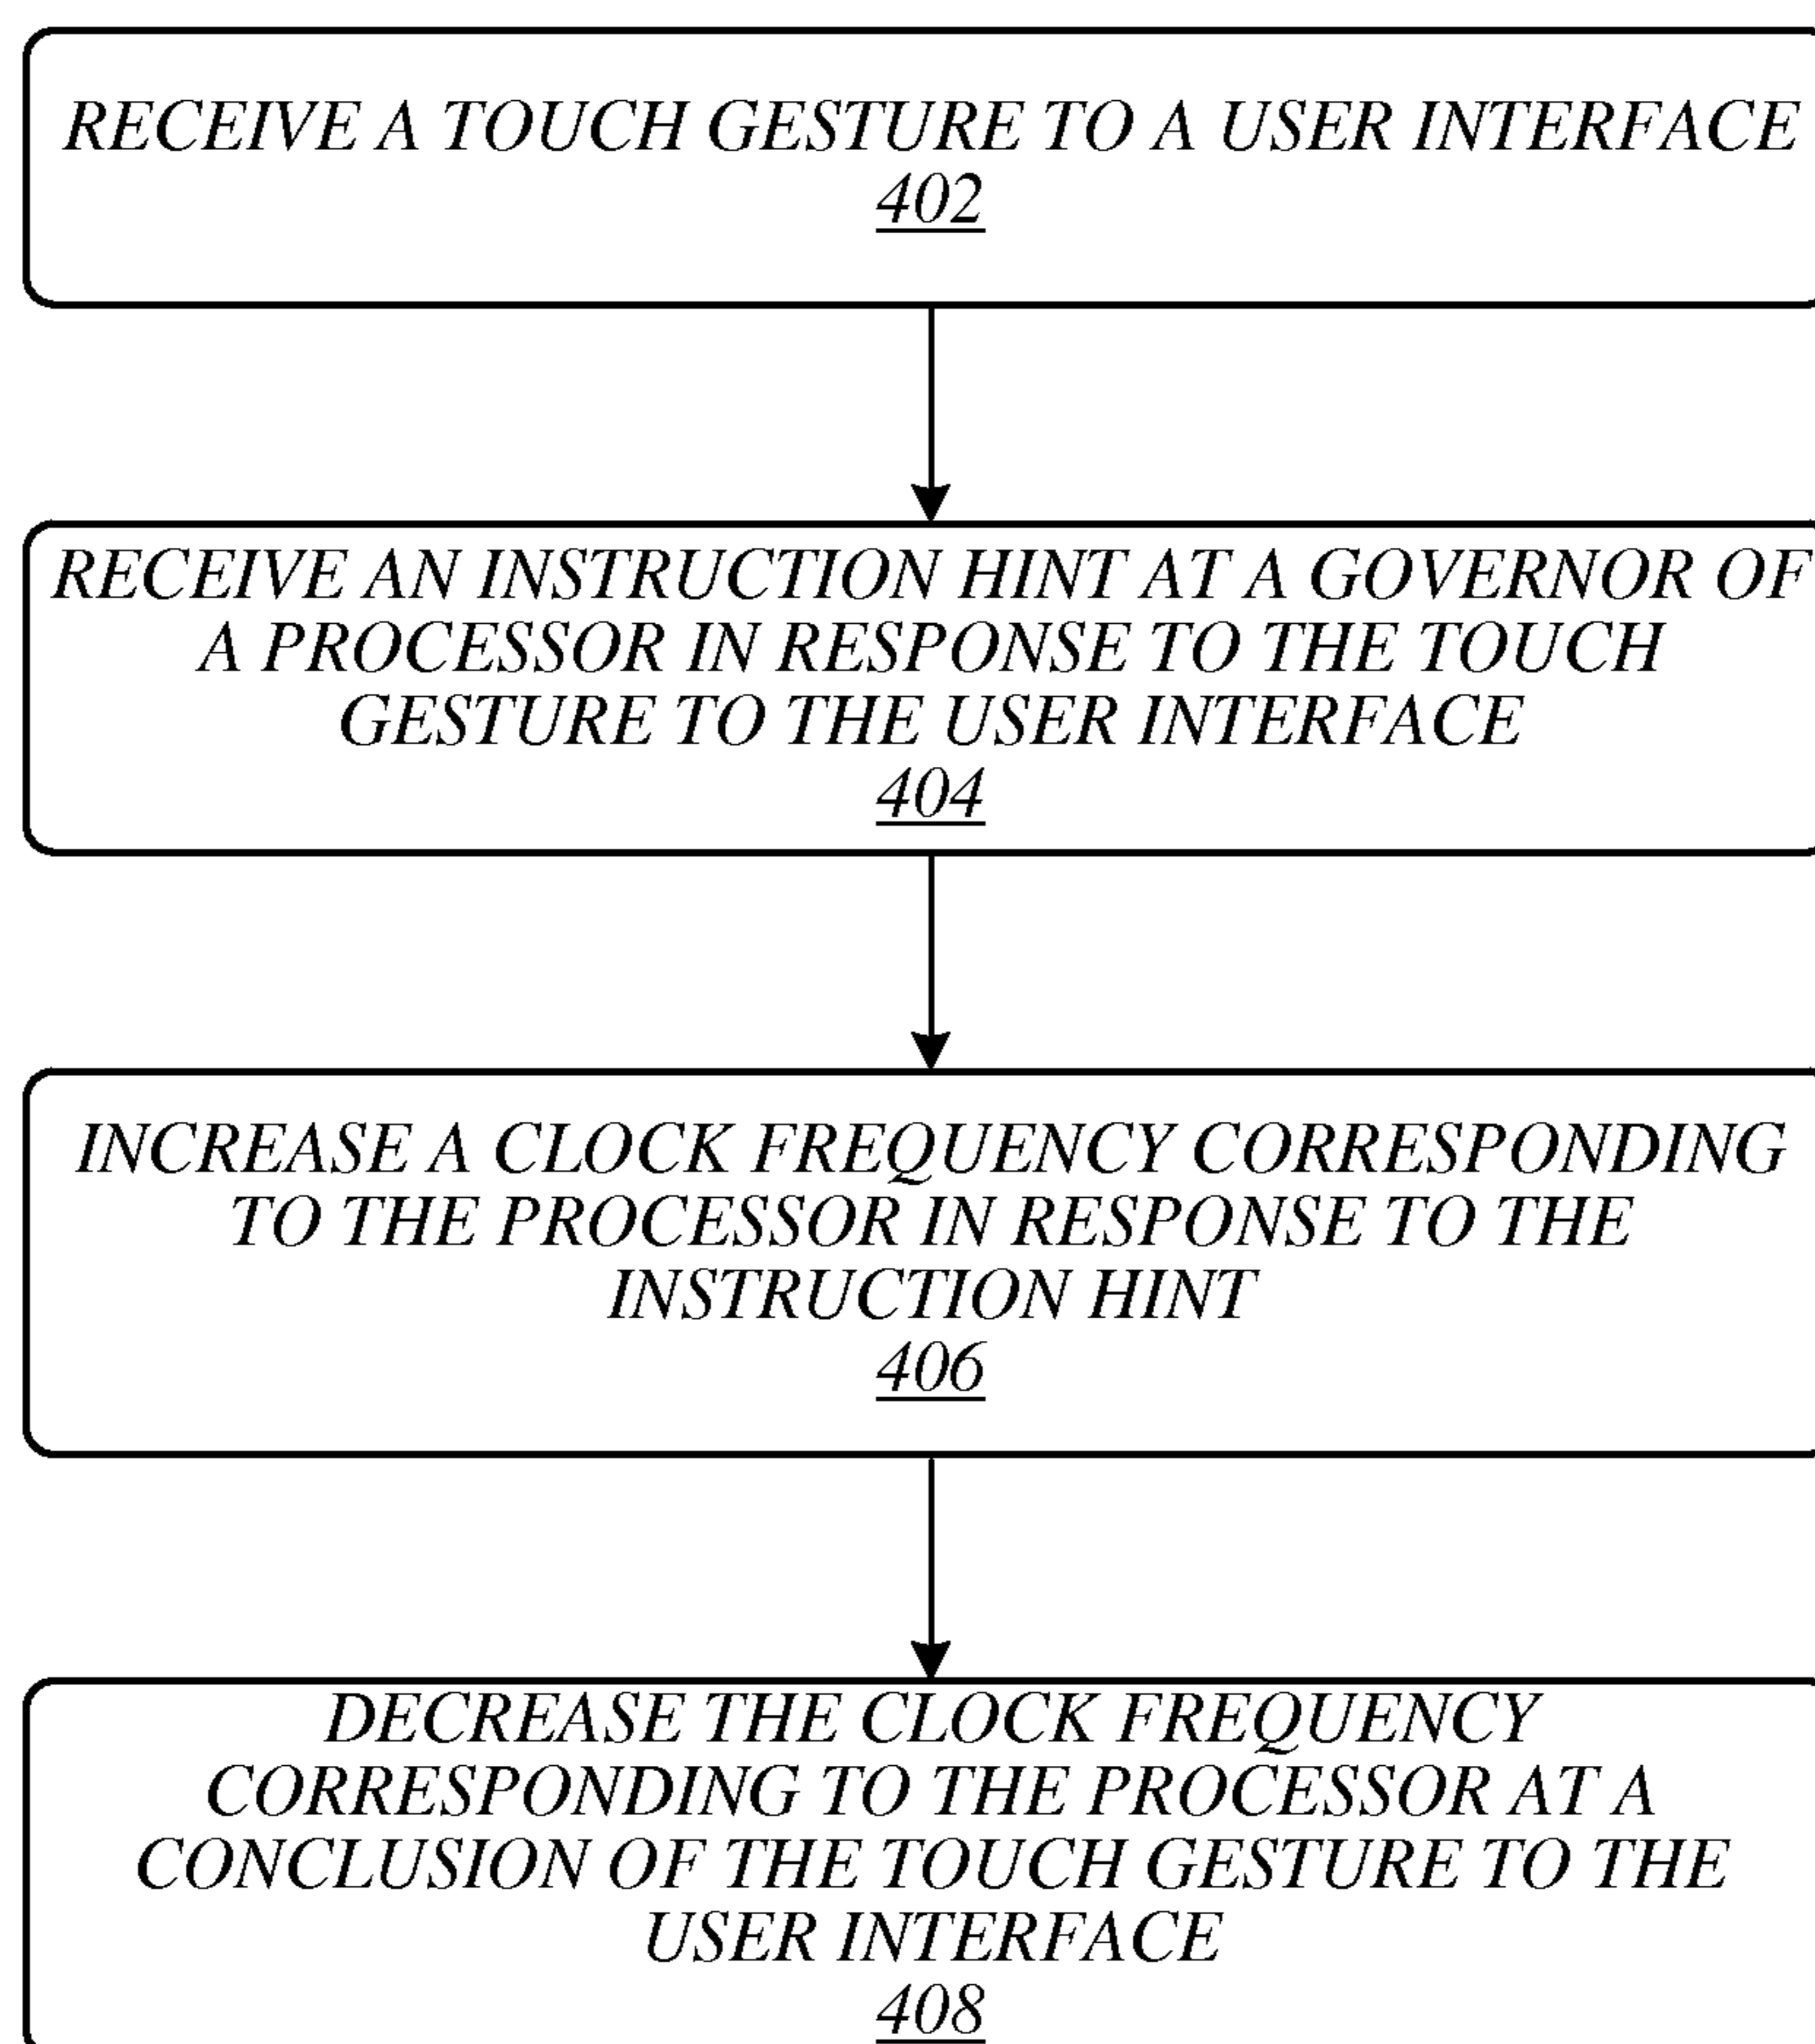 RECEIVE A TOUCH GESTURE TO A USER INTERFACE
402
RECEIVE AN INSTRUCTION HINT AT A GOVERNOR OF
A PROCESSOR IN RESPONSE TO THE TOUCH
GESTURE TO THE USER INTERFACE
404
INCREASE A CLOCK FREQUENCY CORRESPONDING
TO THE PROCESSOR IN RESPONSE TO THE
INSTRUCTION HINT
406
DECREASE THE CLOCK FREQUENCY
CORRESPONDING TO THE PROCESSOR AT A
CONCLUSION OF THE TOUCH GESTURE TO THE
USER INTERFACE
408